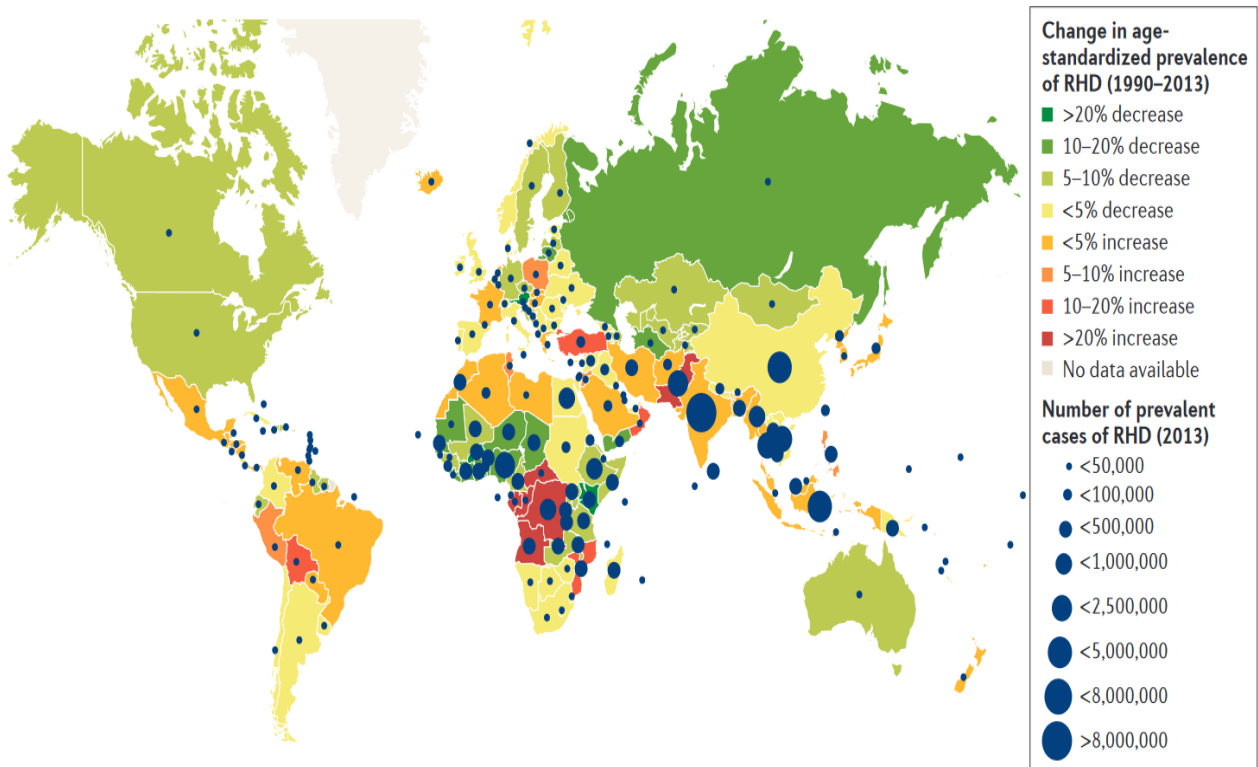 Change in age-
standardized prevalence
of RHD (1990–2013)
>20% decrease
10–20% decrease
5–10% decrease
<5% decrease
<5% increase
5–10% increase
10–20% increase
>20% increase
No data available
Number of prevalent
cases of RHD (2013)
<50,000
<100,000
<500,000
<1,000,000
<2,500,000
<5,000,000
<8,000,000
>8,000,000